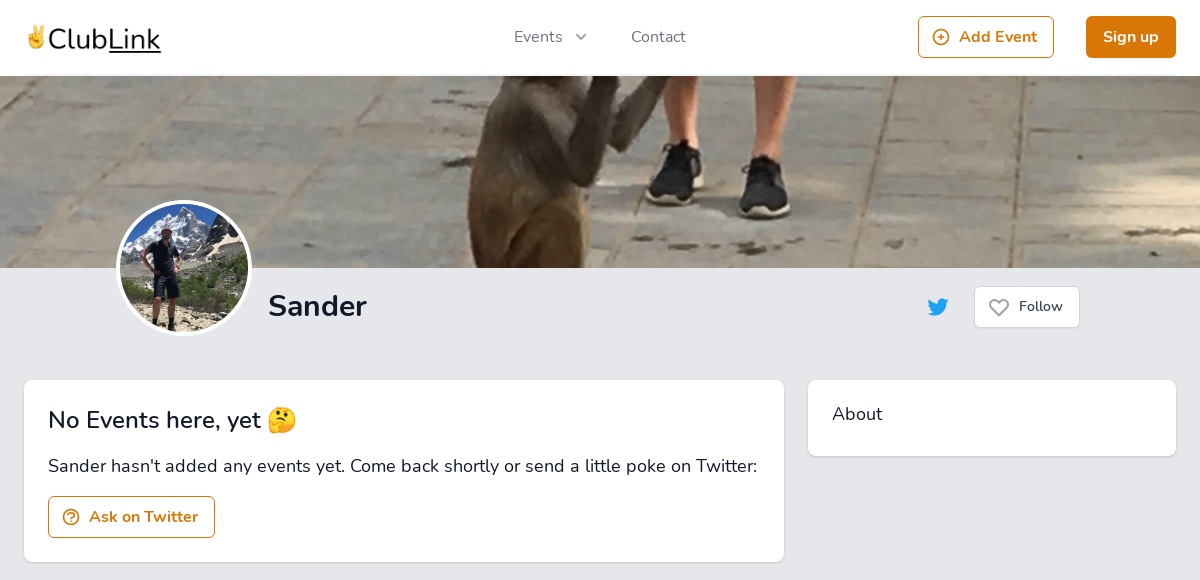 ✌️ClubLink
Events
Contact
Add Event
Sign up
Sander
Follow
No Events here, yet 🤔
Sander hasn't added any events yet. Come back shortly or send a little poke on Twitter:
Ask on Twitter
About